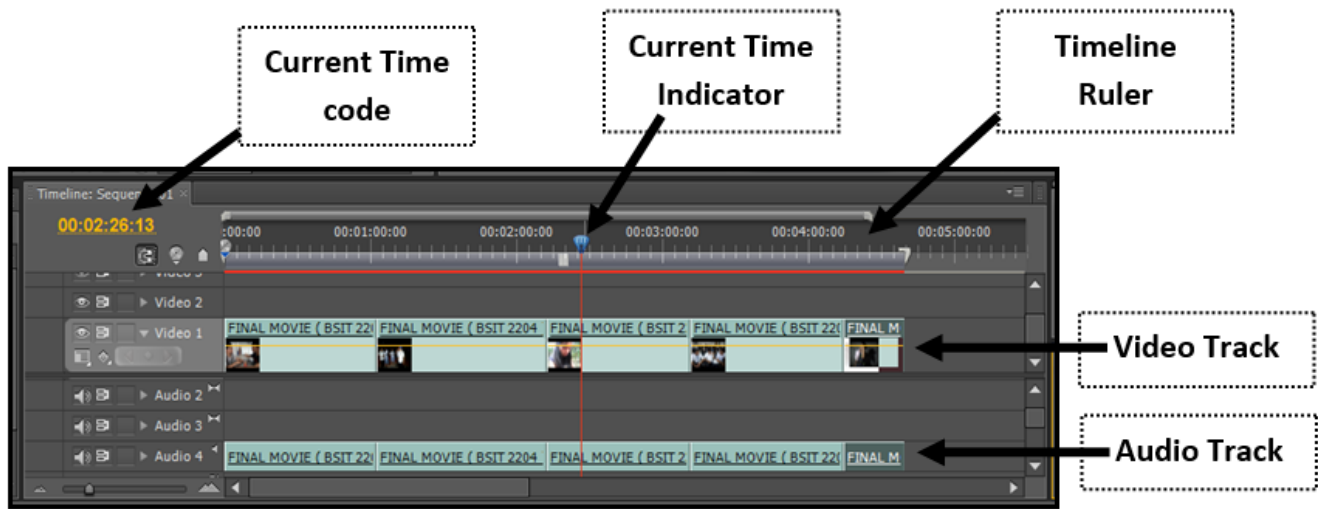 Current Time
code
Current Time
Indicator
Timeline
Ruler
Timeline: Sequen 01 ×
00:02:26:13
:00:00 00:01:00:00 00:02:00:00 00:03:00:00 00:04:00:00 00:05:00:00
Video 2
Video 1
FINAL MOVIE ( BSIT 22 FINAL MOVIE ( BSIT 2204 FINAL MOVIE ( BSIT 2 FINAL MOVIE ( BSIT 220 FINAL M
Video Track
Audio 2
Audio 3
Audio 4
FINAL MOVIE ( BSIT 22 FINAL MOVIE ( BSIT 2204 FINAL MOVIE ( BSIT 2 FINAL MOVIE ( BSIT 220 FINAL M
Audio Track